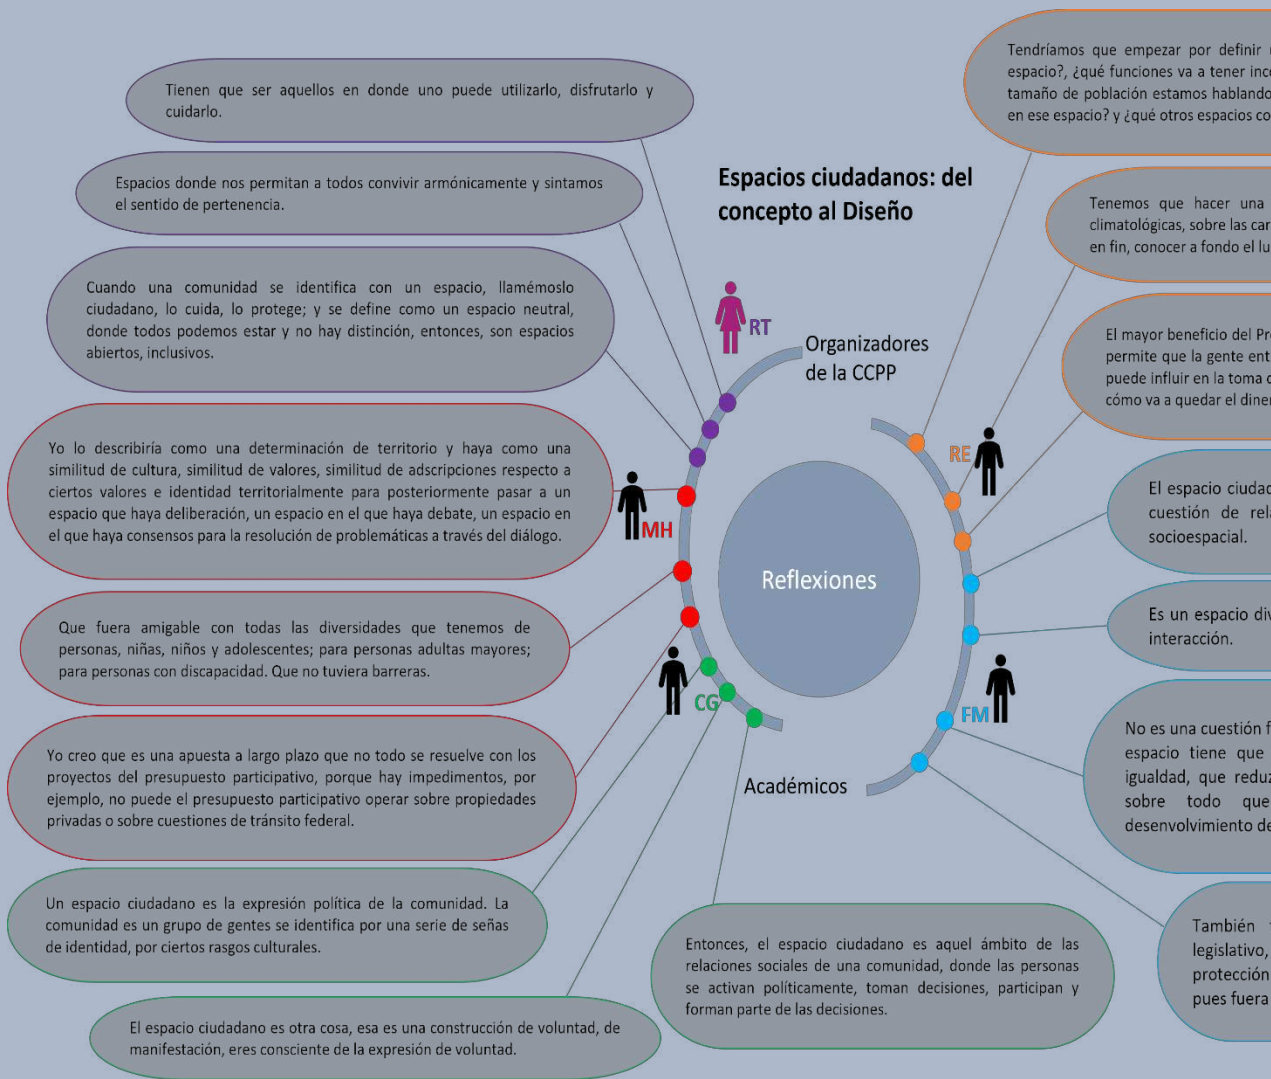 Espacios ciudadanos: del
concepto al Diseño
Tienen que ser aquellos en donde uno puede utilizarlo, disfrutarlo y
cuidarlo.
Espacios donde nos permitan a todos convivir armónicamente y sintamos
el sentido de pertenencia.
Cuando una comunidad se identifica con un espacio, llamémoslo
ciudadano, lo cuida, lo protege; y se define como un espacio neutral,
donde todos podemos estar y no hay distinción, entonces, son espacios
abiertos, inclusivos.
Yo lo describiría como una determinación de territorio y haya como una
similitud de cultura, similitud de valores, similitud de adscripciones respecto a
ciertos valores e identidad territorialmente para posteriormente pasar a un
espacio que haya deliberación, un espacio en el que haya debate, un espacio en
el que haya consensos para la resolución de problemáticas a través del diálogo.
Que fuera amigable con todas las diversidades que tenemos de
personas, niñas, niños y adolescentes; para personas adultas mayores;
para personas con discapacidad. Que no tuviera barreras.
Yo creo que es una apuesta a largo plazo que no todo se resuelve con los
proyectos del presupuesto participativo, porque hay impedimentos, por
ejemplo, no puede el presupuesto participativo operar sobre propiedades
privadas o sobre cuestiones de tránsito federal.
Un espacio ciudadano es la expresión política de la comunidad. La
comunidad es un grupo de gentes se identifica por una serie de señas
de identidad, por ciertos rasgos culturales.
El espacio ciudadano es otra cosa, esa es una construcción de voluntad, de
manifestación, eres consciente de la expresión de voluntad.
Entonces, el espacio ciudadano es aquel ámbito de las
relaciones sociales de una comunidad, donde las personas
se activan políticamente, toman decisiones, participan y
forman parte de las decisiones.
RT
Organizadores
de la CCPP
MH
CG
Reflexiones
Académicos
RE
FM
Tendríamos que empezar por definir
espacio?, ¿qué funciones va a tener
tamaño de población estamos hablando
en ese espacio? y ¿qué otros espacios
Tenemos que hacer una
climatológicas, sobre las
en fin, conocer a fondo el
El mayor beneficio del
permite que la gente
puede influir en la toma
cómo va a quedar el
El espacio
cuestión de
socioespacial.
Es un espacio
interacción.
No es una cuestión
espacio tiene que
igualdad, que
sobre todo que
desenvolvimiento
También
legislativo,
protección
pues fuera